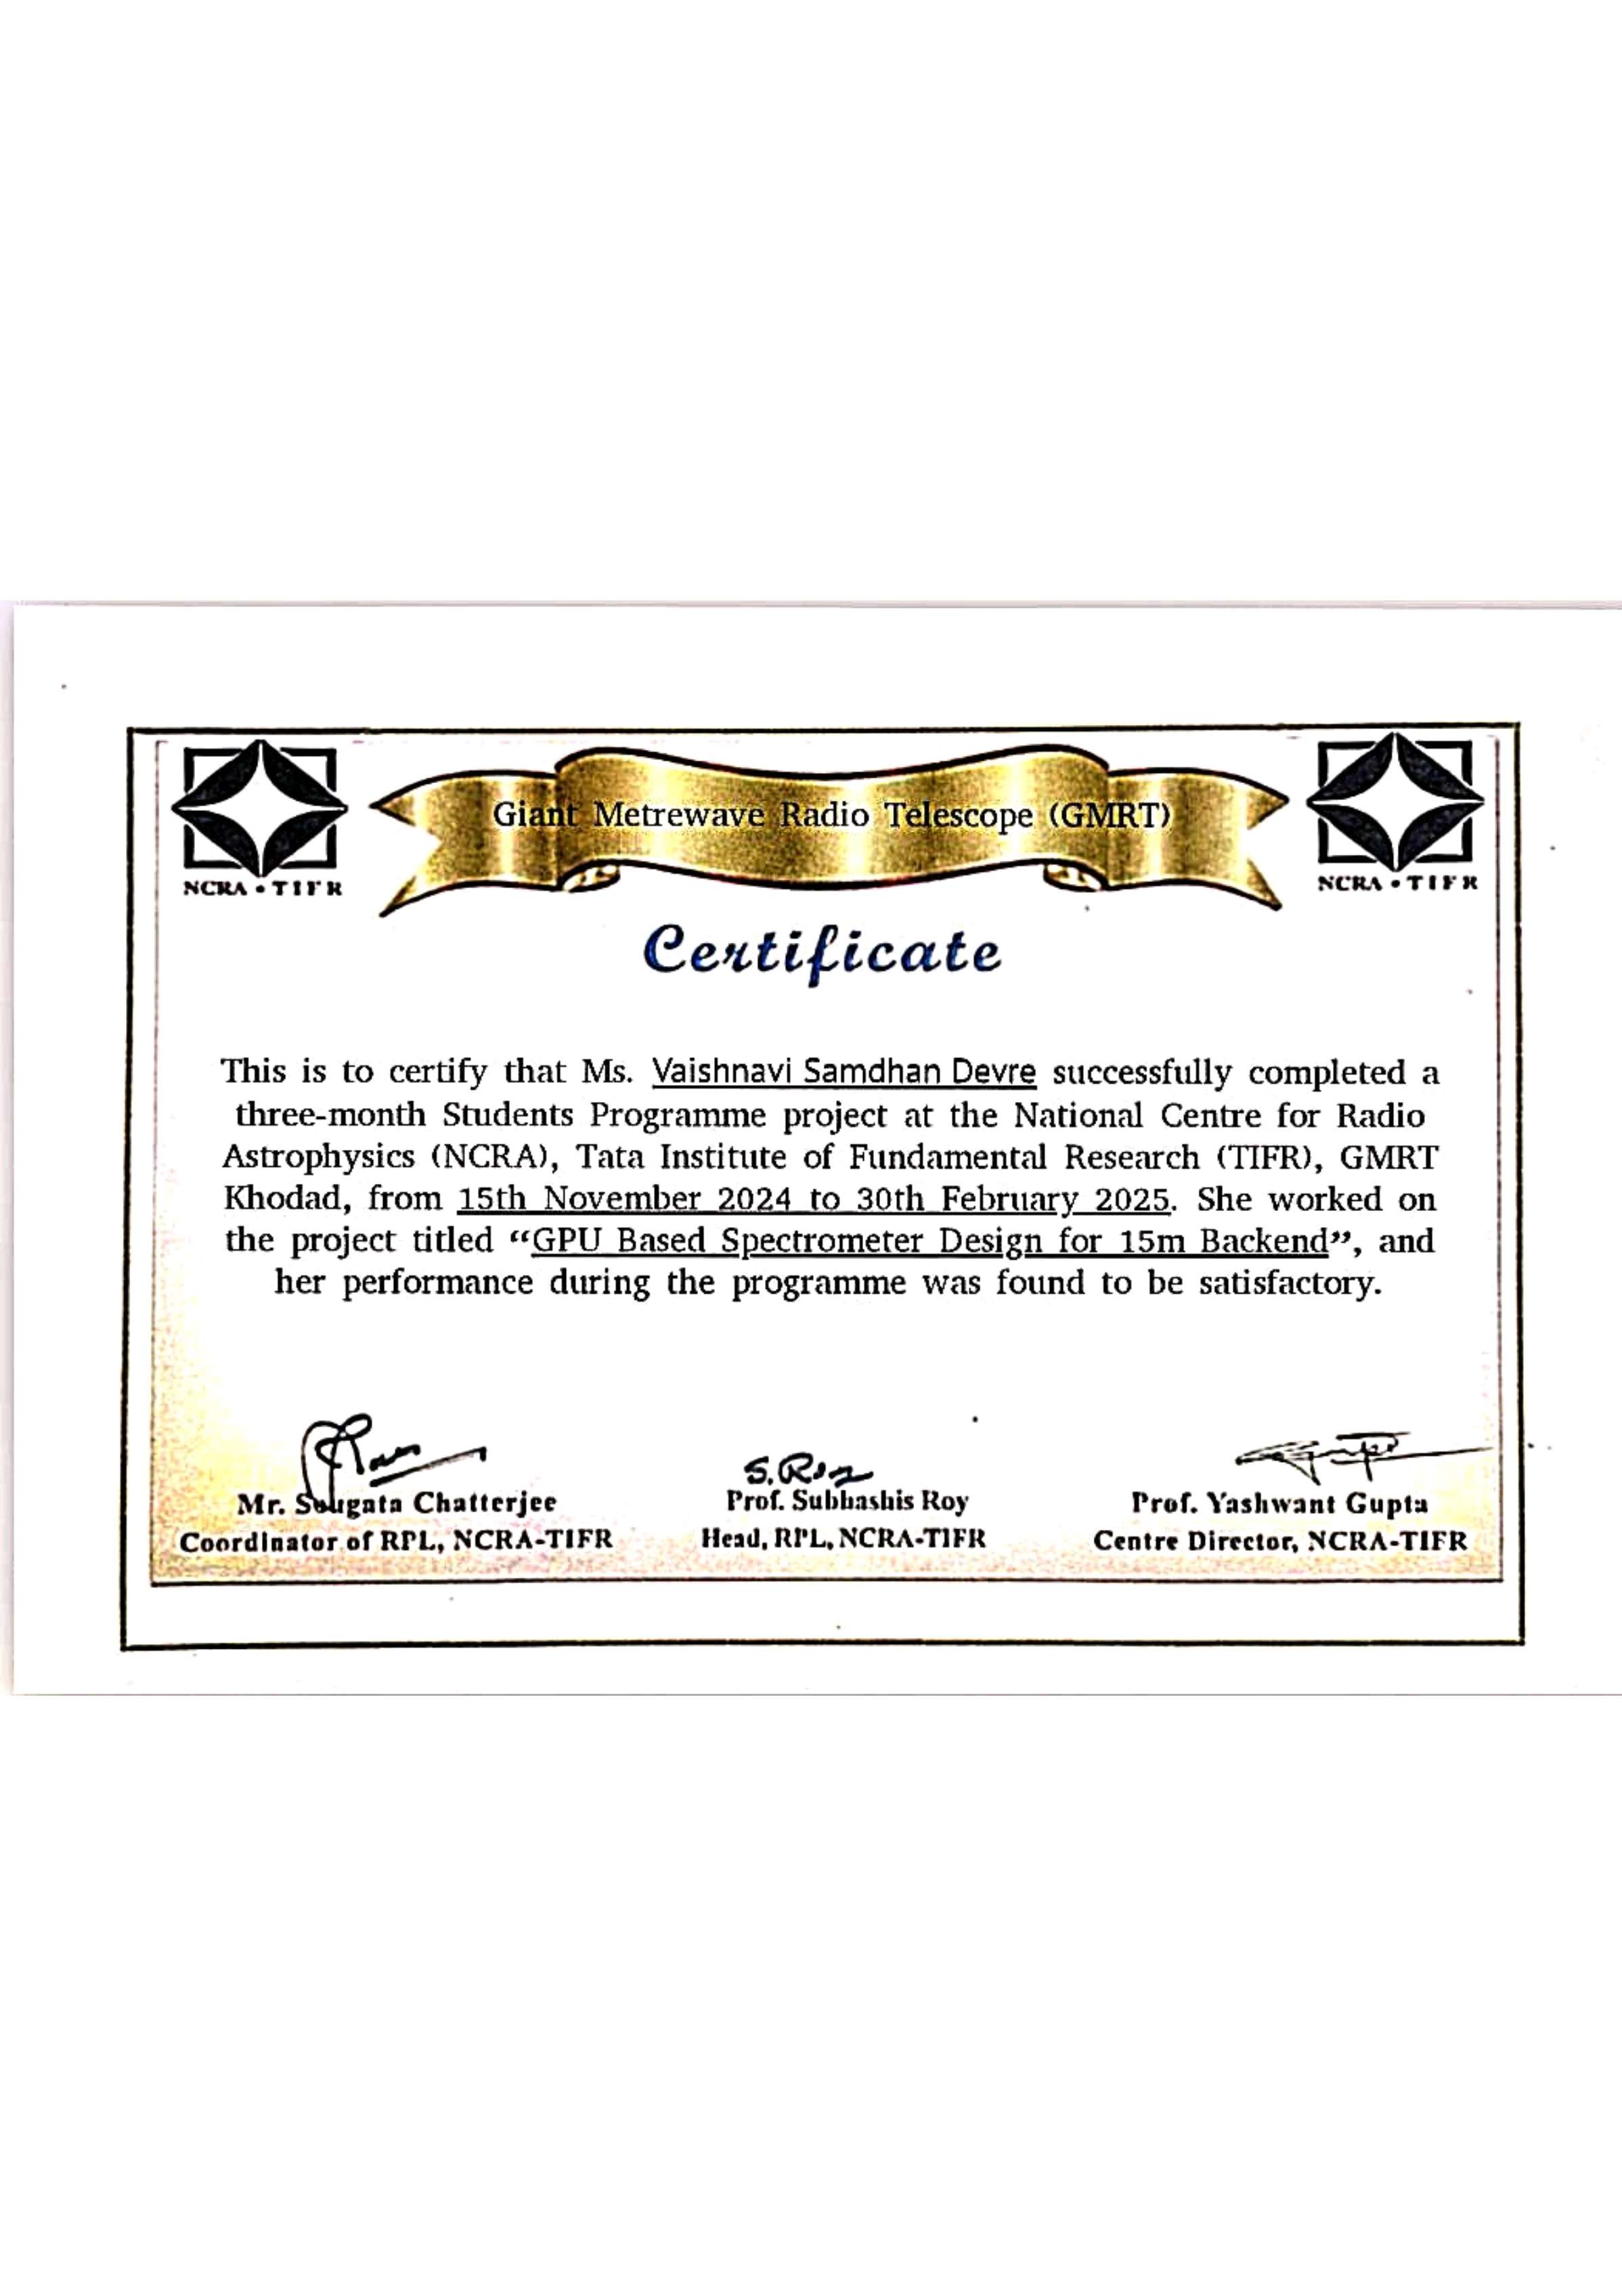 Giant Metrewave Radio Telescope (GMRT)
NCRA • TIFR
NCRA • TIFR
Certificate
This is to certify that Ms. Vaishnavi Samdhan Devre successfully completed a
three-month Students Programme project at the National Centre for Radio
Astrophysics (NCRA), Tata Institute of Fundamental Research (TIFR), GMRT
Khodad, from 15th November 2024 to 30th February 2025. She worked on
the project titled “GPU Based Spectrometer Design for 15m Backend”, and
her performance during the programme was found to be satisfactory.
S. Roy
Mr. Sougata Chatterjee
Coordinator of RPL, NCRA-TIFR
Prof. Subhashis Roy
Head, RPL, NCRA-TIFR
Prof. Yashwant Gupta
Centre Director, NCRA-TIFR